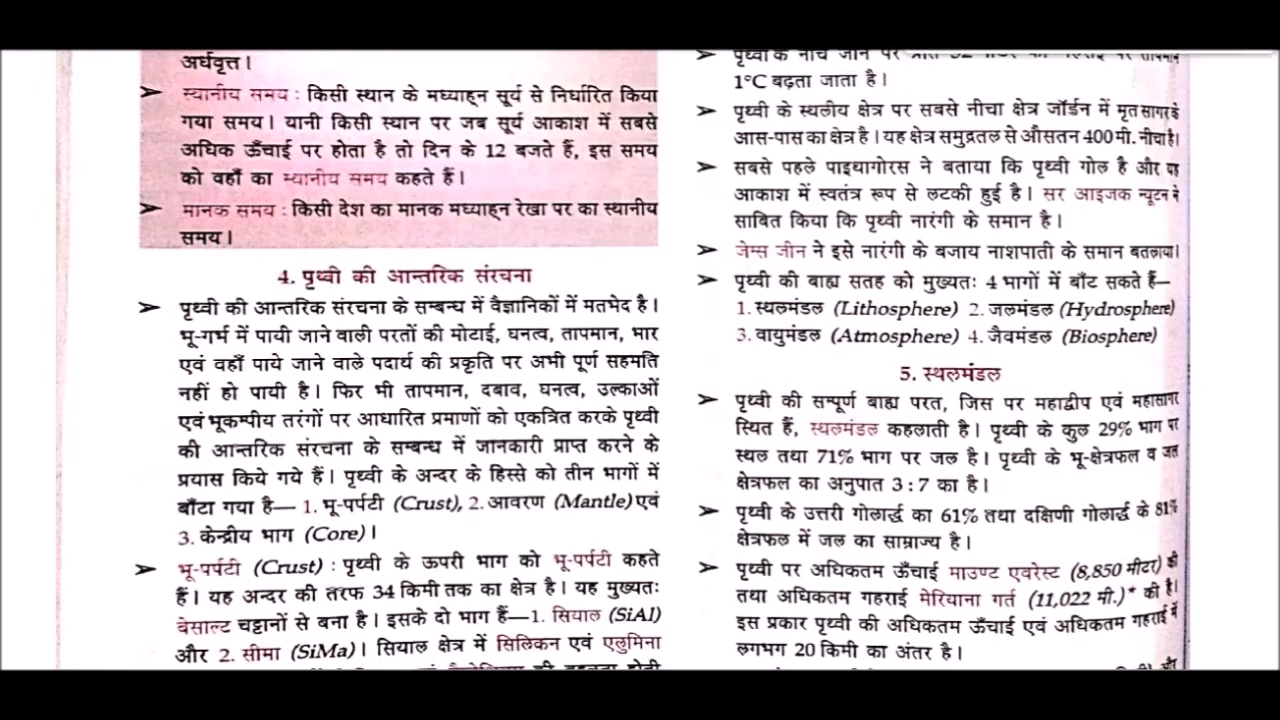 अर्धवृत्त।
➤ स्थानीय समय : किसी स्थान के मध्याह्न सूर्य से निर्धारित किया
गया समय। यानी किसी स्थान पर जब सूर्य आकाश में सबसे
अधिक ऊँचाई पर होता है तो दिन के 12 बजते हैं, इस समय
को वहाँ का स्थानीय समय कहते हैं।
➤ मानक समय : किसी देश का मानक मध्याह्न रेखा पर का स्थानीय
समय।
4. पृथ्वी की आन्तरिक संरचना
➤ पृथ्वी की आन्तरिक संरचना के सम्बन्ध में वैज्ञानिकों में मतभेद है।
भू-गर्भ में पायी जाने वाली परतों की मोटाई, घनत्व, तापमान, भार
एवं वहाँ पाये जाने वाले पदार्थ की प्रकृति पर अभी पूर्ण सहमति
नहीं हो पायी है। फिर भी तापमान, दबाव, घनत्व, उल्काओं
एवं भूकम्पीय तरंगों पर आधारित प्रमाणों को एकत्रित करके पृथ्वी
की आन्तरिक संरचना के सम्बन्ध में जानकारी प्राप्त करने के
प्रयास किये गये हैं। पृथ्वी के अन्दर के हिस्से को तीन भागों में
बाँटा गया है— 1. भू-पर्पटी (Crust), 2. आवरण (Mantle) एवं
3. केन्द्रीय भाग (Core)।
➤ भू-पर्पटी (Crust) : पृथ्वी के ऊपरी भाग को भू-पर्पटी कहते
हैं। यह अन्दर की तरफ 34 किमी तक का क्षेत्र है। यह मुख्यतः
बेसाल्ट चट्टानों से बना है। इसके दो भाग हैं—1. सियाल (SiAl)
और 2. सीमा (SiMa)। सियाल क्षेत्र में सिलिकन एवं एलुमिना
➤ पृथ्वी के नीचे जाने पर प्रति 32 मीटर की गहराई पर तापमान
1°C बढ़ता जाता है।
➤ पृथ्वी के स्थलीय क्षेत्र पर सबसे नीचा क्षेत्र जॉर्डन में मृत सागर के
आस-पास का क्षेत्र है। यह क्षेत्र समुद्रतल से औसतन 400 मी. नीचा है।
➤ सबसे पहले पाइथागोरस ने बताया कि पृथ्वी गोल है और यह
आकाश में स्वतंत्र रूप से लटकी हुई है। सर आइजक न्यूटन ने
साबित किया कि पृथ्वी नारंगी के समान है।
➤ जेम्स जीन ने इसे नारंगी के बजाय नाशपाती के समान बतलाया।
➤ पृथ्वी की बाह्य सतह को मुख्यतः 4 भागों में बाँट सकते हैं—
1. स्थलमंडल (Lithosphere) 2. जलमंडल (Hydrosphere)
3. वायुमंडल (Atmosphere) 4. जैवमंडल (Biosphere)
5. स्थलमंडल
➤ पृथ्वी की सम्पूर्ण बाह्य परत, जिस पर महाद्वीप एवं महासागर
स्थित हैं, स्थलमंडल कहलाती है। पृथ्वी के कुल 29% भाग पर
स्थल तथा 71% भाग पर जल है। पृथ्वी के भू-क्षेत्रफल व जल
क्षेत्रफल का अनुपात 3 : 7 का है।
➤ पृथ्वी के उत्तरी गोलार्द्ध का 61% तथा दक्षिणी गोलार्द्ध के 81%
क्षेत्रफल में जल का साम्राज्य है।
➤ पृथ्वी पर अधिकतम ऊँचाई माउण्ट एवरेस्ट (8,850 मीटर) की
तथा अधिकतम गहराई मेरियाना गर्त (11,022 मी.)* की है।
इस प्रकार पृथ्वी की अधिकतम ऊँचाई एवं अधिकतम गहराई में
लगभग 20 किमी का अंतर है।